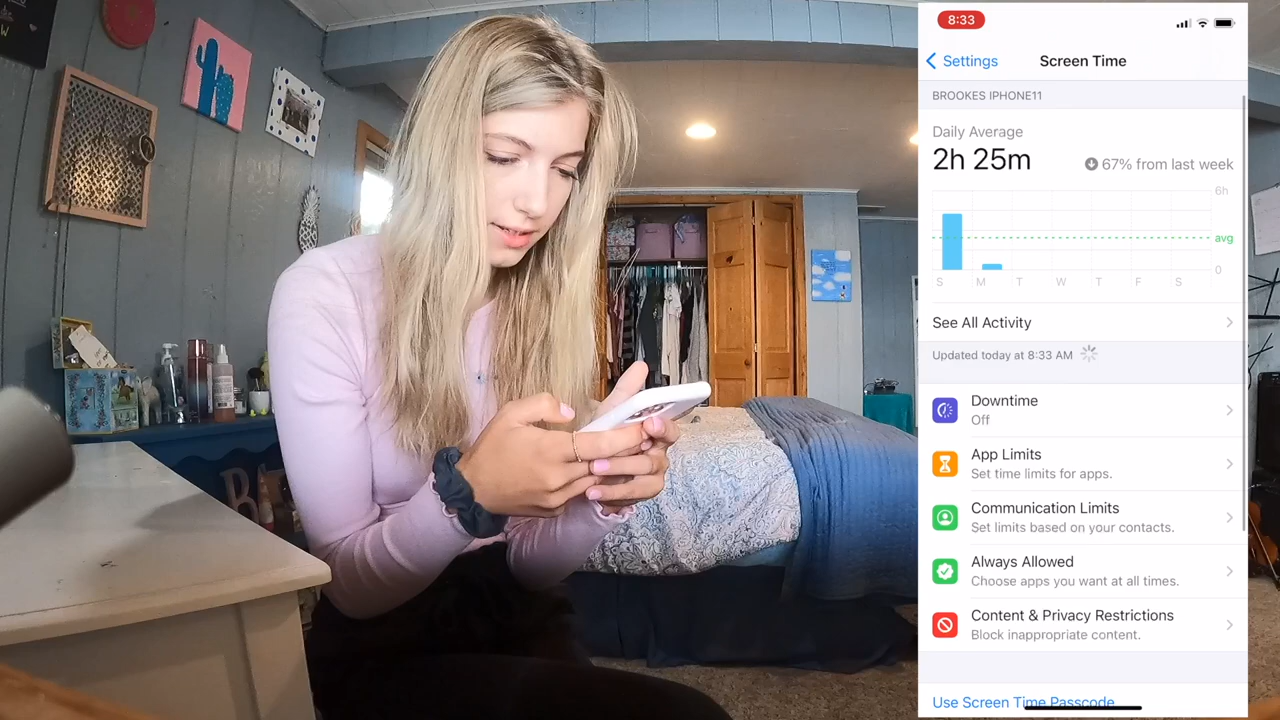 8:33
Settings
Screen Time
BROOKES IPHONE11
Daily Average
2h 25m
67% from last week
6h
avg
0
S M T W T F S
See All Activity
Updated today at 8:33 AM
Downtime
Off
App Limits
Set time limits for apps.
Communication Limits
Set limits based on your contacts.
Always Allowed
Choose apps you want at all times.
Content & Privacy Restrictions
Block inappropriate content.
Use Screen Time Passcode